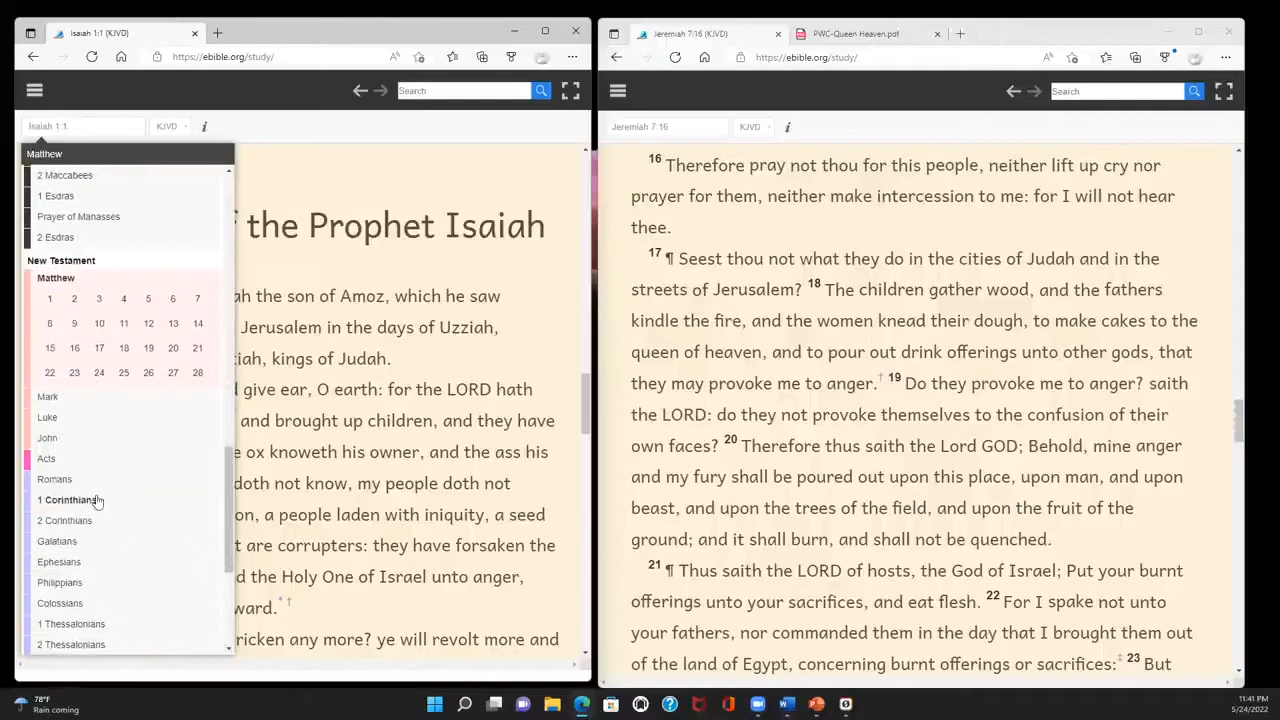 Isaiah 1:1 (KJVD)
https://ebible.org/study/
Search
Isaiah 1:1
KJVD
Matthew
2 Maccabees
1 Esdras
Prayer of Manasses
2 Esdras
New Testament
Matthew
1 2 3 4 5 6 7
8 9 10 11 12 13 14
15 16 17 18 19 20 21
22 23 24 25 26 27 28
Mark
Luke
John
Acts
Romans
1 Corinthians
2 Corinthians
Galatians
Ephesians
Philippians
Colossians
1 Thessalonians
2 Thessalonians
the Prophet Isaiah
ah the son of Amoz, which he saw
Jerusalem in the days of Uzziah,
kiah, kings of Judah.
d give ear, O earth: for the LORD hath
and brought up children, and they have
e ox knoweth his owner, and the ass his
doth not know, my people doth not
on, a people laden with iniquity, a seed
t are corrupters: they have forsaken the
d the Holy One of Israel unto anger,
ward.* †
ricken any more? ye will revolt more and
Jeremiah 7:16 (KJVD)
PWC-Queen Heaven.pdf
https://ebible.org/study/
Search
Jeremiah 7:16
KJVD
16 Therefore pray not thou for this people, neither lift up cry nor
prayer for them, neither make intercession to me: for I will not hear
thee.
17 ¶ Seest thou not what they do in the cities of Judah and in the
streets of Jerusalem? 18 The children gather wood, and the fathers
kindle the fire, and the women knead their dough, to make cakes to the
queen of heaven, and to pour out drink offerings unto other gods, that
they may provoke me to anger.† 19 Do they provoke me to anger? saith
the LORD: do they not provoke themselves to the confusion of their
own faces? 20 Therefore thus saith the Lord GOD; Behold, mine anger
and my fury shall be poured out upon this place, upon man, and upon
beast, and upon the trees of the field, and upon the fruit of the
ground; and it shall burn, and shall not be quenched.
21 ¶ Thus saith the LORD of hosts, the God of Israel; Put your burnt
offerings unto your sacrifices, and eat flesh. 22 For I spake not unto
your fathers, nor commanded them in the day that I brought them out
of the land of Egypt, concerning burnt offerings or sacrifices:‡ 23 But
78°F
Rain coming
11:41 PM
5/24/2022